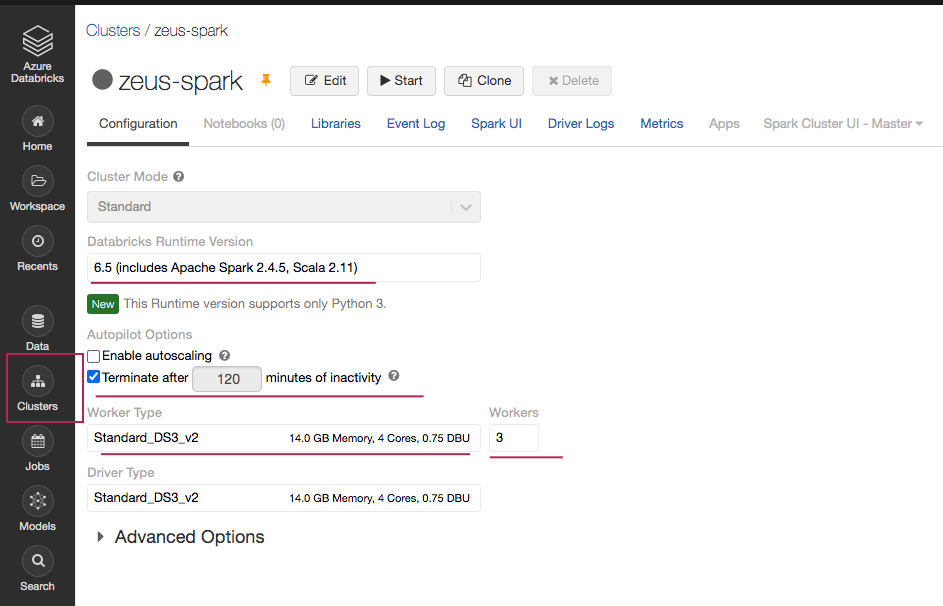 Azure
Databricks
Home
Workspace
Recents
Data
Clusters
Jobs
Models
Search
Clusters / zeus-spark
zeus-spark Edit Start Clone Delete
Configuration Notebooks (0) Libraries Event Log Spark UI Driver Logs Metrics Apps Spark Cluster UI - Master
Cluster Mode ?
Standard
Databricks Runtime Version
6.5 (includes Apache Spark 2.4.5, Scala 2.11)
New This Runtime version supports only Python 3.
Autopilot Options
Enable autoscaling ?
Terminate after 120 minutes of inactivity ?
Worker Type Workers
Standard_DS3_v2 14.0 GB Memory, 4 Cores, 0.75 DBU 3
Driver Type
Standard_DS3_v2 14.0 GB Memory, 4 Cores, 0.75 DBU
Advanced Options